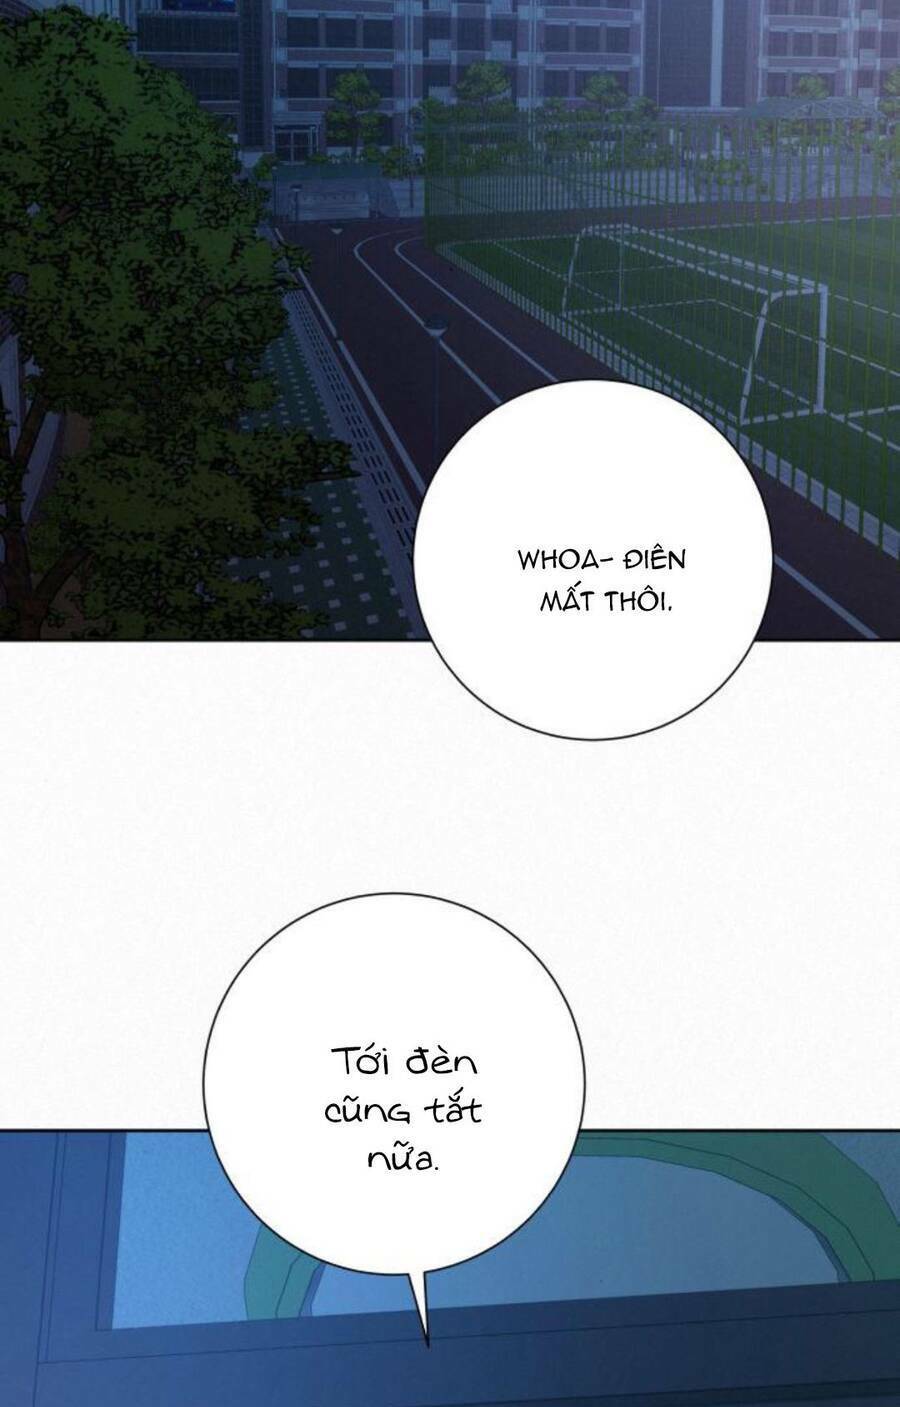 WHOA- ĐIÊN
MẤT THÔI.
Tới đèn
cũng tắt
nữa.